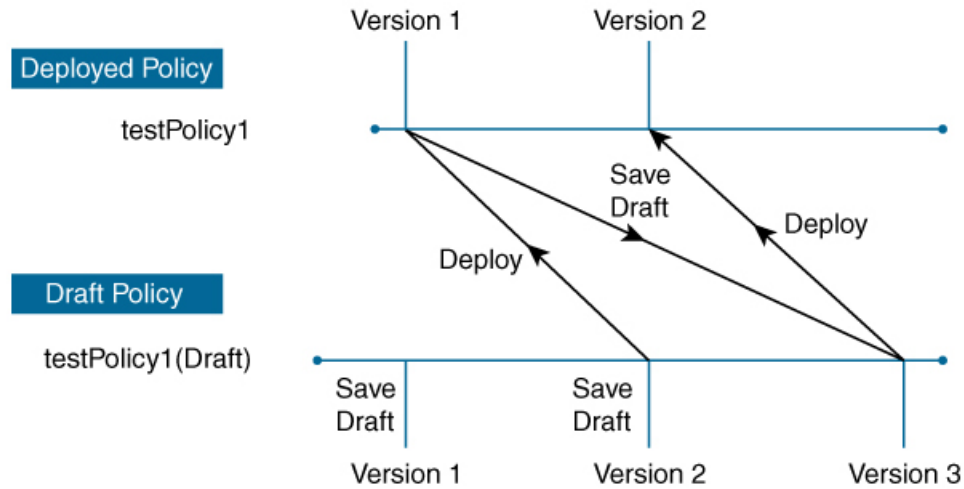 Version 1
Version 2
Deployed Policy
testPolicy1
Save
Draft
Deploy
Deploy
Draft Policy
testPolicy1(Draft)
Save
Draft
Save
Draft
Version 1
Version 2
Version 3